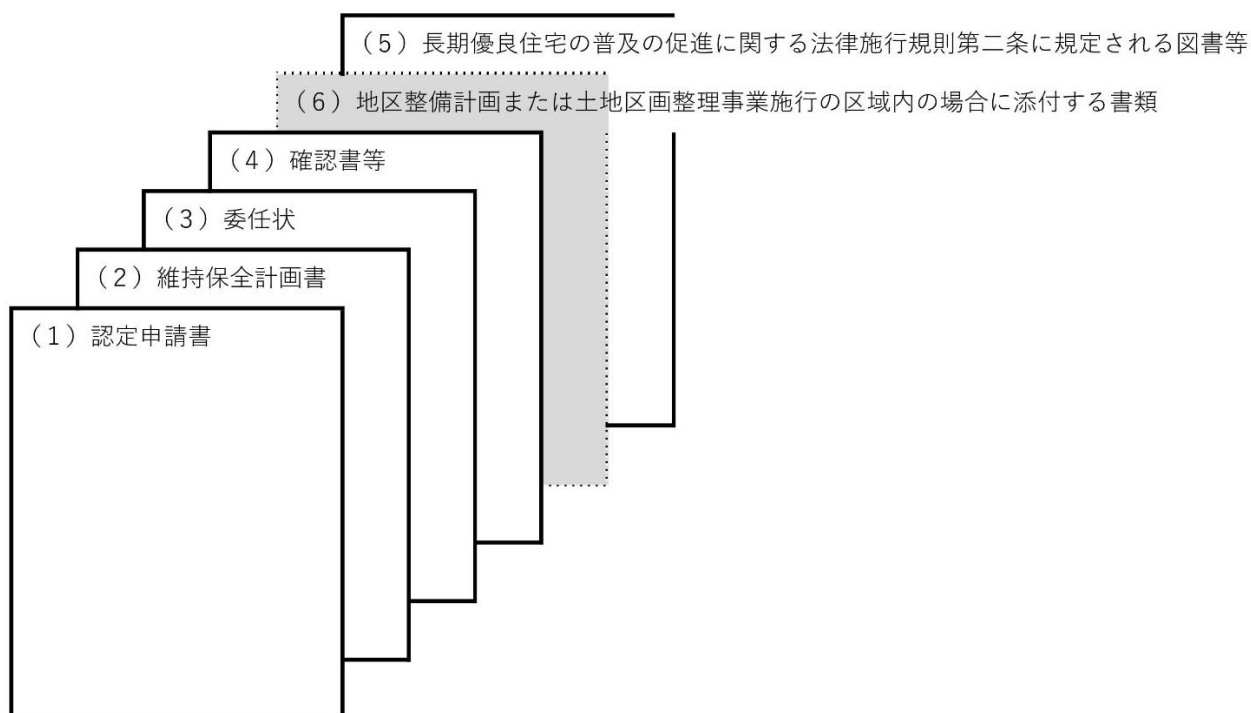 （5）長期優良住宅の普及の促進に関する法律施行規則第二条に規定される図書等
（6）地区整備計画または土地区画整理事業施行の区域内の場合に添付する書類
（4）確認書等
（3）委任状
（2）維持保全計画書
（1）認定申請書